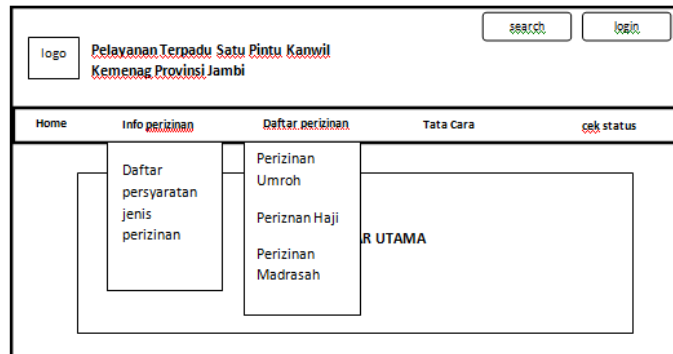 search
login
logo
Pelayanan Terpadu Satu Pintu Kanwil
Kemenag Provinsi Jambi
Home
Info perizinan
Daftar perizinan
Tata Cara
cek status
Daftar
persyaratan
jenis
perizinan
Perizinan
Umroh
Periznan Haji
Perizinan
Madrasah
UTAMA